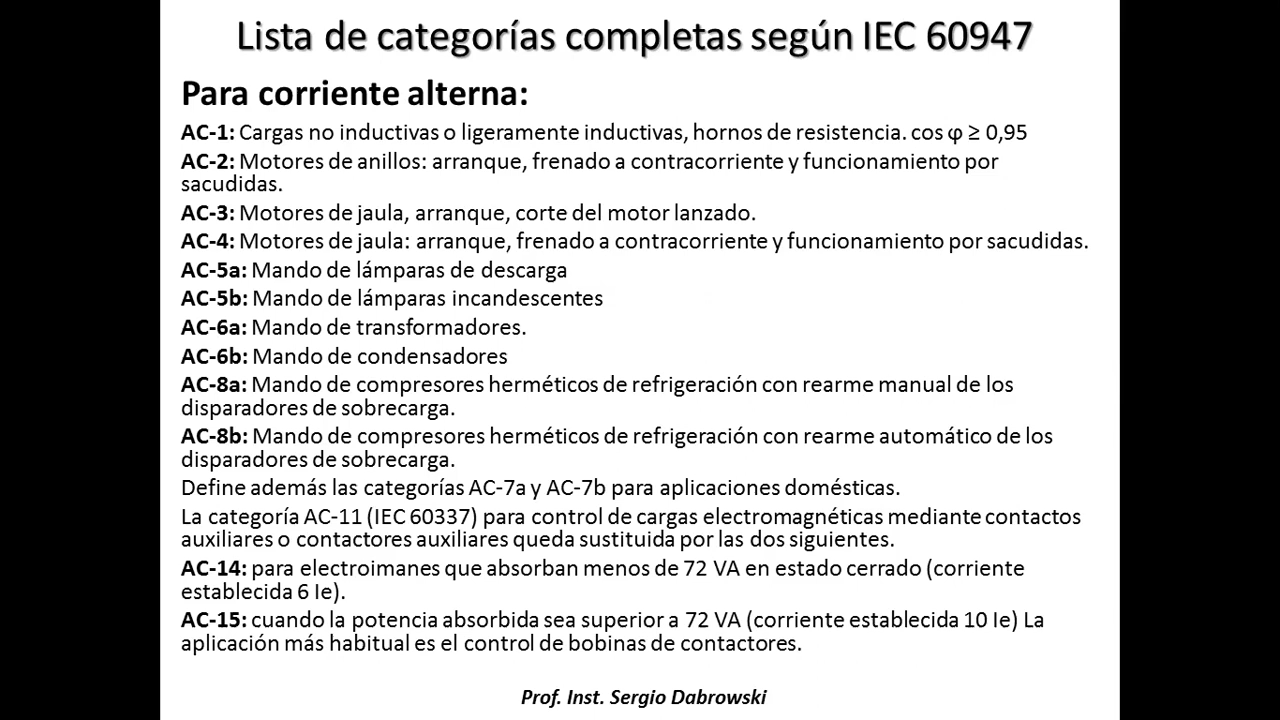 Lista de categorías completas según IEC 60947
Para corriente alterna:
AC-1: Cargas no inductivas o ligeramente inductivas, hornos de resistencia. cos φ ≥ 0,95
AC-2: Motores de anillos: arranque, frenado a contracorriente y funcionamiento por
sacudidas.
AC-3: Motores de jaula, arranque, corte del motor lanzado.
AC-4: Motores de jaula: arranque, frenado a contracorriente y funcionamiento por sacudidas.
AC-5a: Mando de lámparas de descarga
AC-5b: Mando de lámparas incandescentes
AC-6a: Mando de transformadores.
AC-6b: Mando de condensadores
AC-8a: Mando de compresores herméticos de refrigeración con rearme manual de los
disparadores de sobrecarga.
AC-8b: Mando de compresores herméticos de refrigeración con rearme automático de los
disparadores de sobrecarga.
Define además las categorías AC-7a y AC-7b para aplicaciones domésticas.
La categoría AC-11 (IEC 60337) para control de cargas electromagnéticas mediante contactos
auxiliares o contactores auxiliares queda sustituida por las dos siguientes.
AC-14: para electroimanes que absorban menos de 72 VA en estado cerrado (corriente
establecida 6 Ie).
AC-15: cuando la potencia absorbida sea superior a 72 VA (corriente establecida 10 Ie) La
aplicación más habitual es el control de bobinas de contactores.
Prof. Inst. Sergio Dabrowski